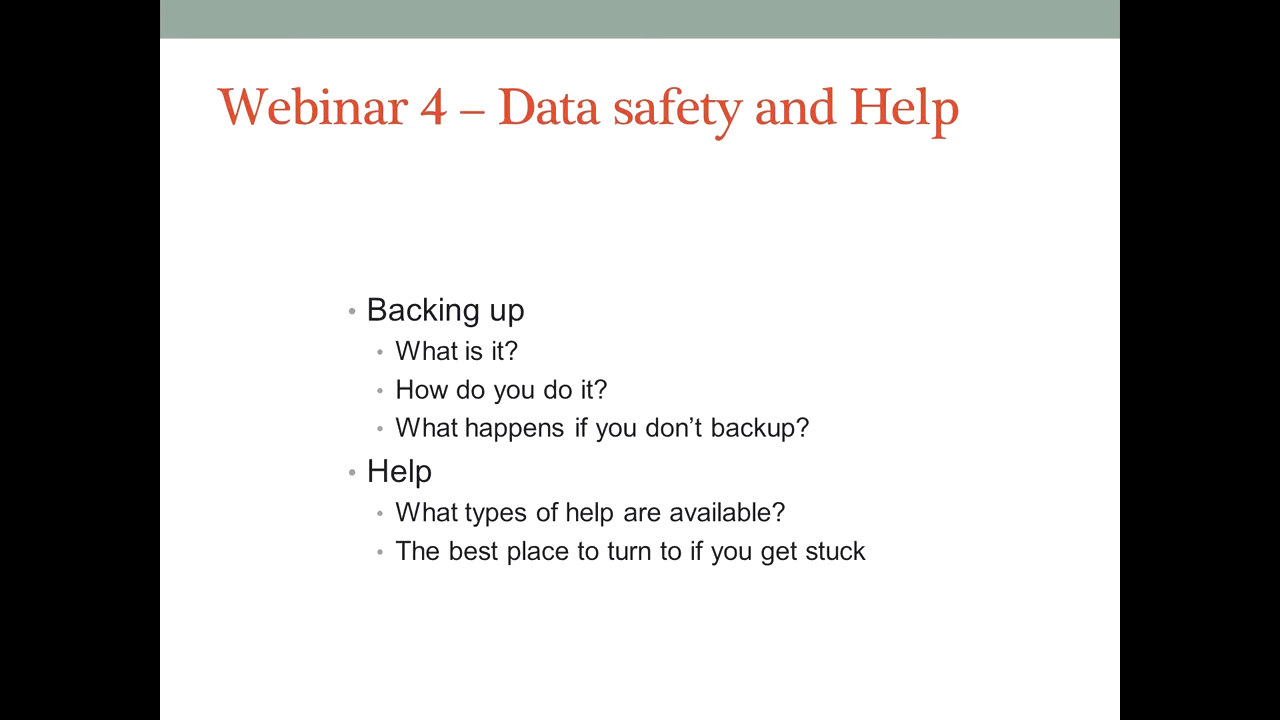 Webinar 4 – Data safety and Help
• Backing up
• What is it?
• How do you do it?
• What happens if you don’t backup?
• Help
• What types of help are available?
• The best place to turn to if you get stuck